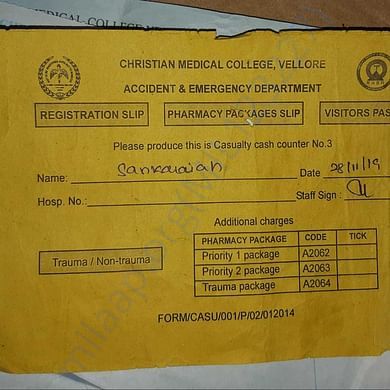 CHRISTIAN MEDICAL COLLEGE, VELLORE
ACCIDENT & EMERGENCY DEPARTMENT
REGISTRATION SLIP PHARMACY PACKAGES SLIP VISITORS PAS
Please produce this is Casualty cash counter No.3
Name: Sankaraiah Date 28/11/19
Hosp. No.: Staff Sign :
Additional charges
PHARMACY PACKAGE CODE TICK
Trauma / Non-trauma
Priority 1 package A2062
Priority 2 package A2063
Trauma package A2064
FORM/CASU/001/P/02/012014